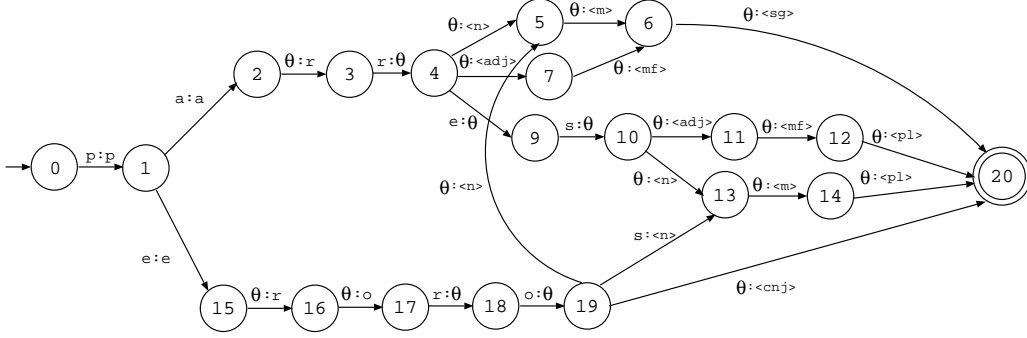 θ:<n>
5
θ:<m>
6
θ:<sg>
2
θ:r
3
r:θ
4
θ:<adj>
7
θ:<mf>
a:a
e:θ
9
s:θ
10
θ:<adj>
11
θ:<mf>
12
θ:<pl>
0
p:p
1
20
θ:<n>
θ:<n>
13
θ:<m>
14
θ:<pl>
s:<n>
e:e
θ:<cnj>
15
θ:r
16
θ:o
17
r:θ
18
o:θ
19